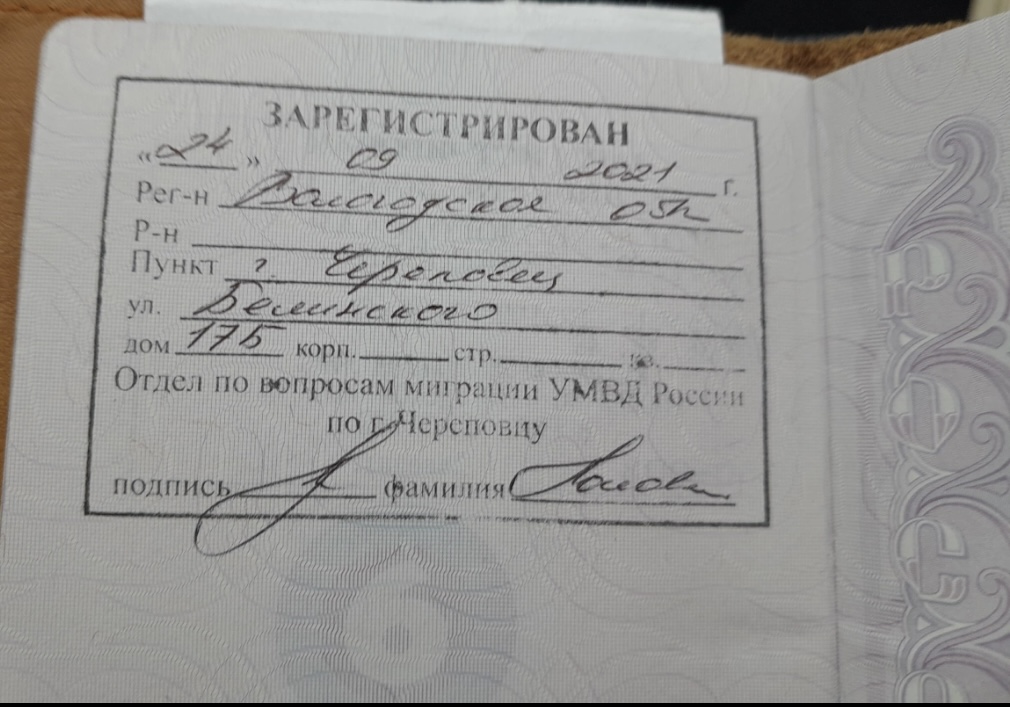 ЗАРЕГИСТРИРОВАН
«24» 09 2021 г.
Рег-н Вологодская обл
Р-н
Пункт г. Череповец
ул. Белинского
дом 17Б корп. стр. кв.
Отдел по вопросам миграции УМВД России
по г. Череповцу
подпись фамилия